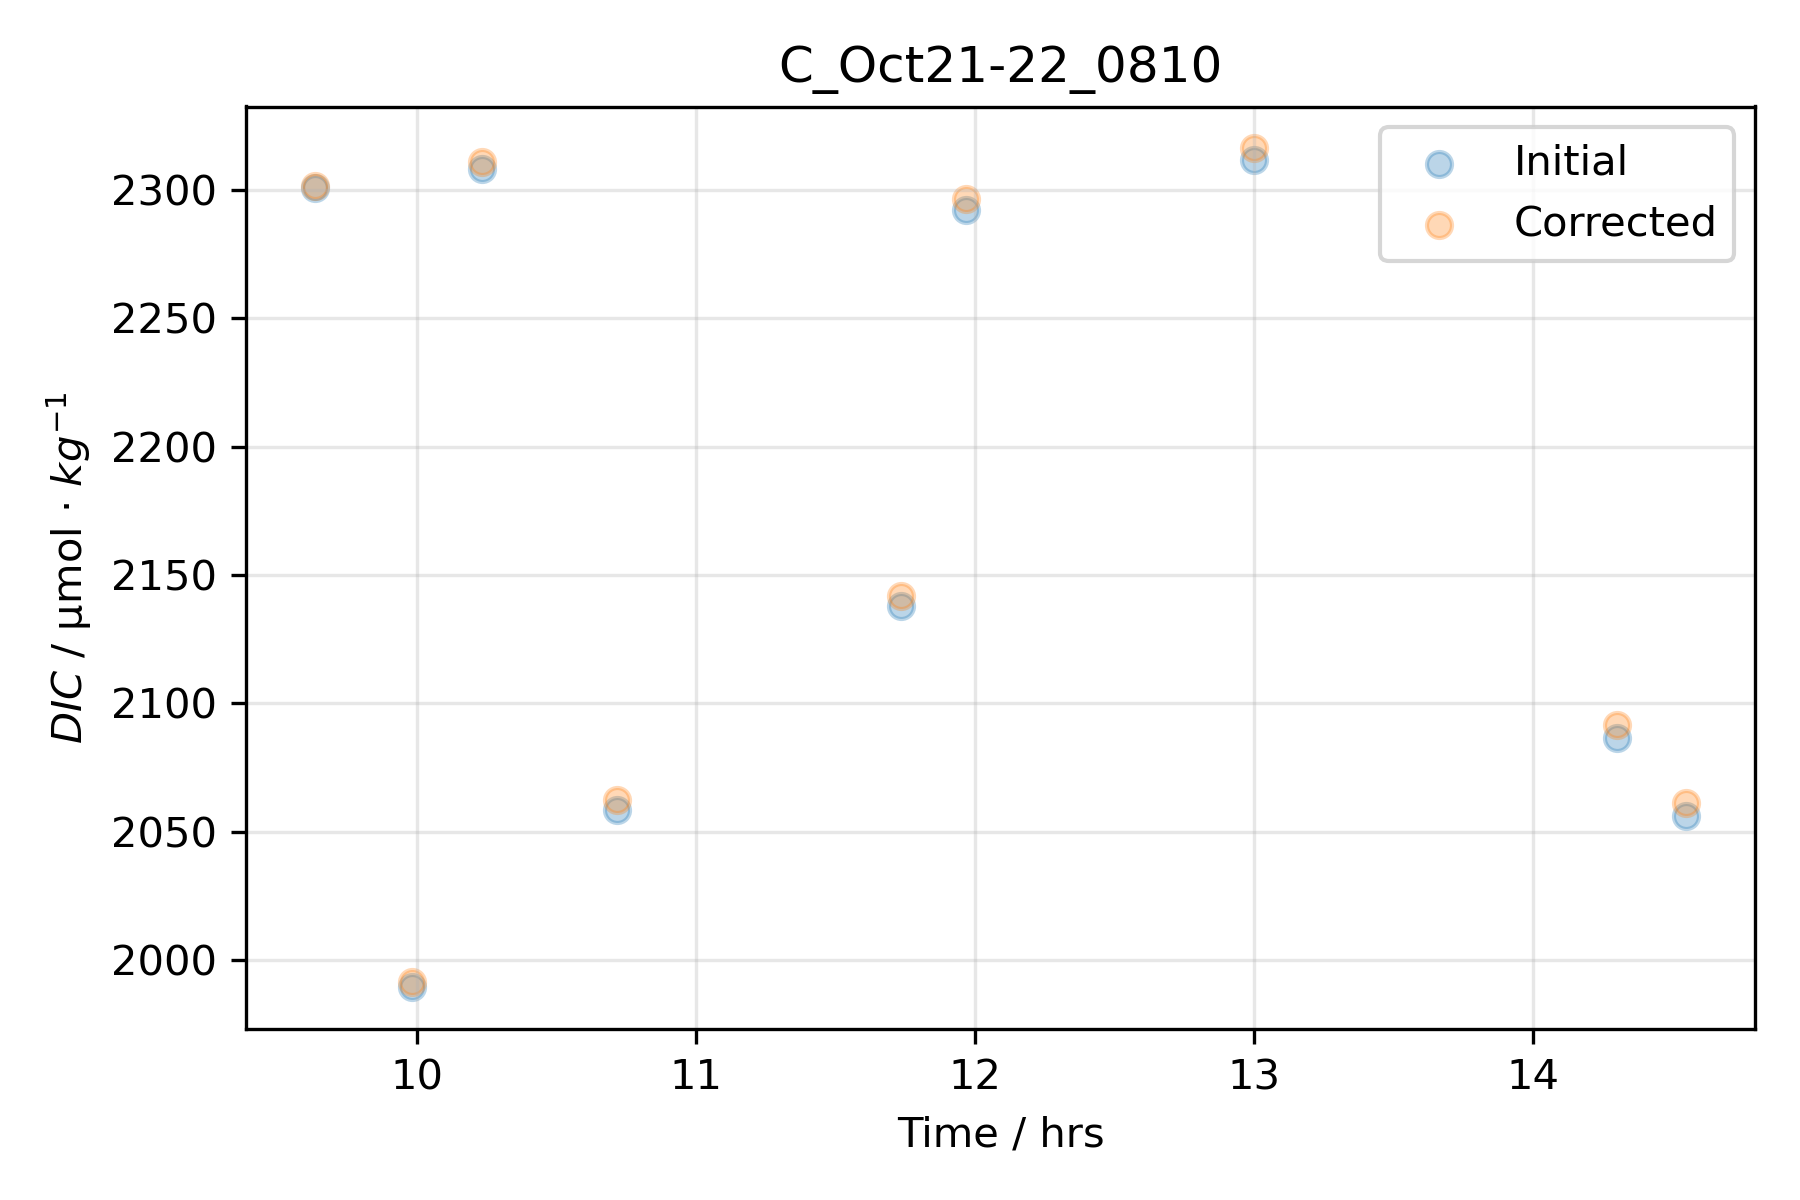 C_Oct21-22_0810
Initial
Corrected
DIC / μmol · kg⁻¹
2300
2250
2200
2150
2100
2050
2000
10 11 12 13 14
Time / hrs